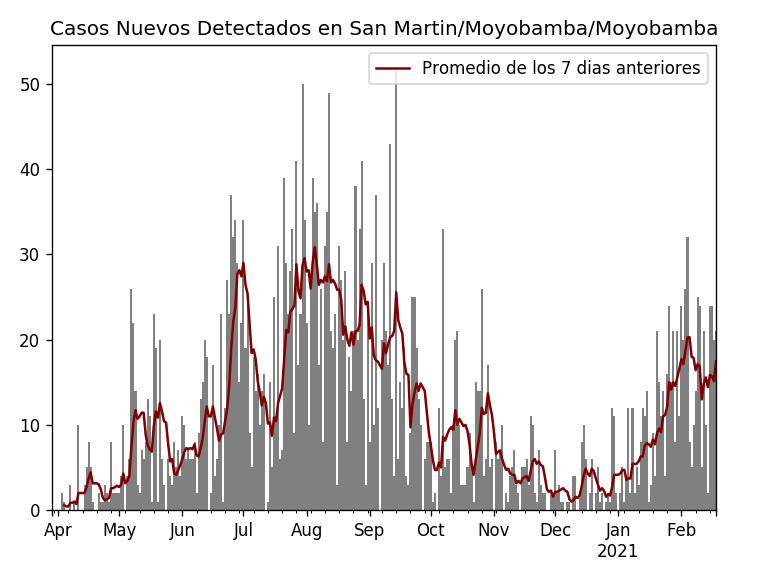 Casos Nuevos Detectados en San Martin/Moyobamba/Moyobamba
Promedio de los 7 dias anteriores
50
40
30
20
10
0
Apr May Jun Jul Aug Sep Oct Nov Dec Jan Feb
2021